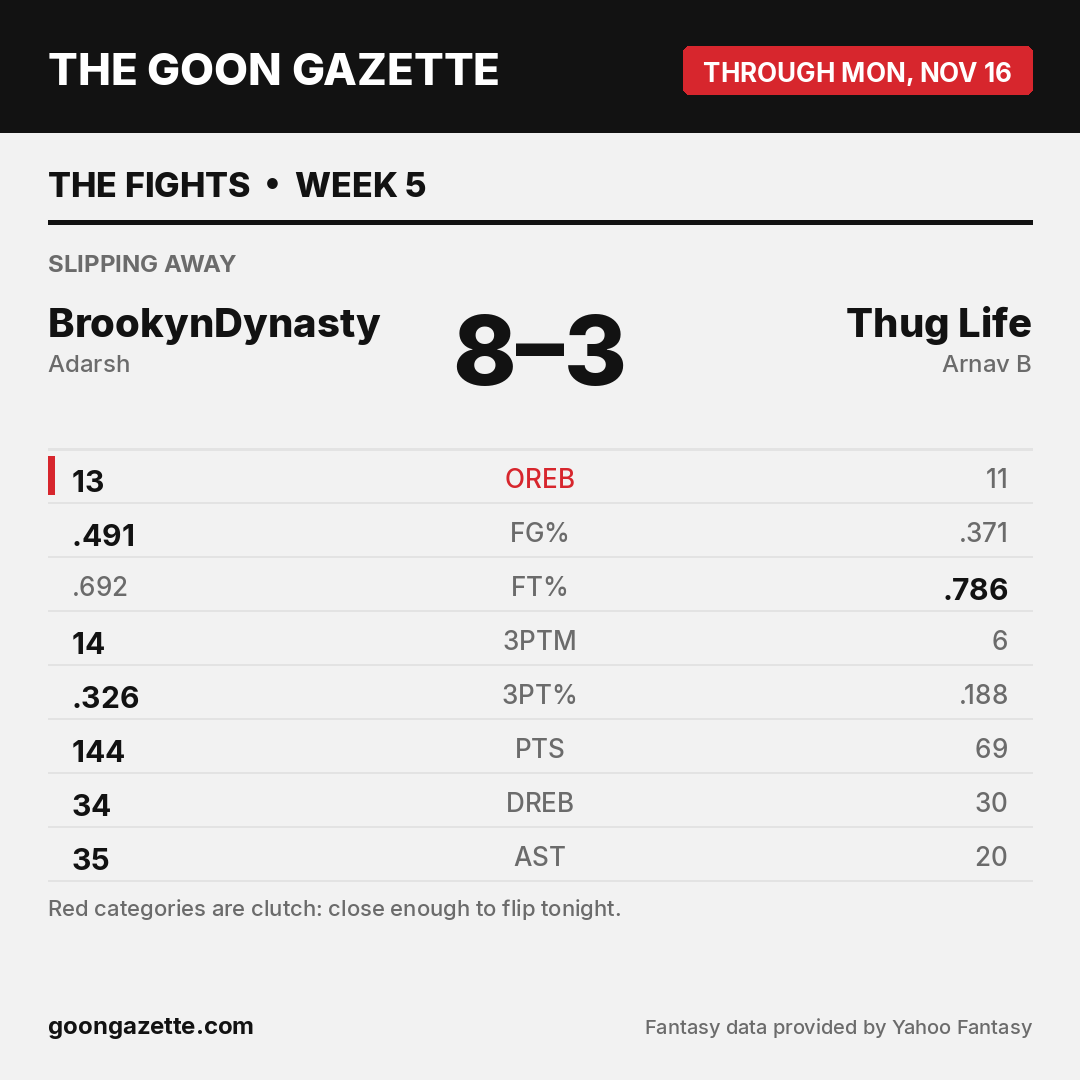 THE GOON GAZETTE
THROUGH MON, NOV 16
THE FIGHTS • WEEK 5
SLIPPING AWAY
BrookynDynasty 8–3 Thug Life
Adarsh Arnav B
13 OREB 11
.491 FG% .371
.692 FT% .786
14 3PTM 6
.326 3PT% .188
144 PTS 69
34 DREB 30
35 AST 20
Red categories are clutch: close enough to flip tonight.
goongazette.com Fantasy data provided by Yahoo Fantasy